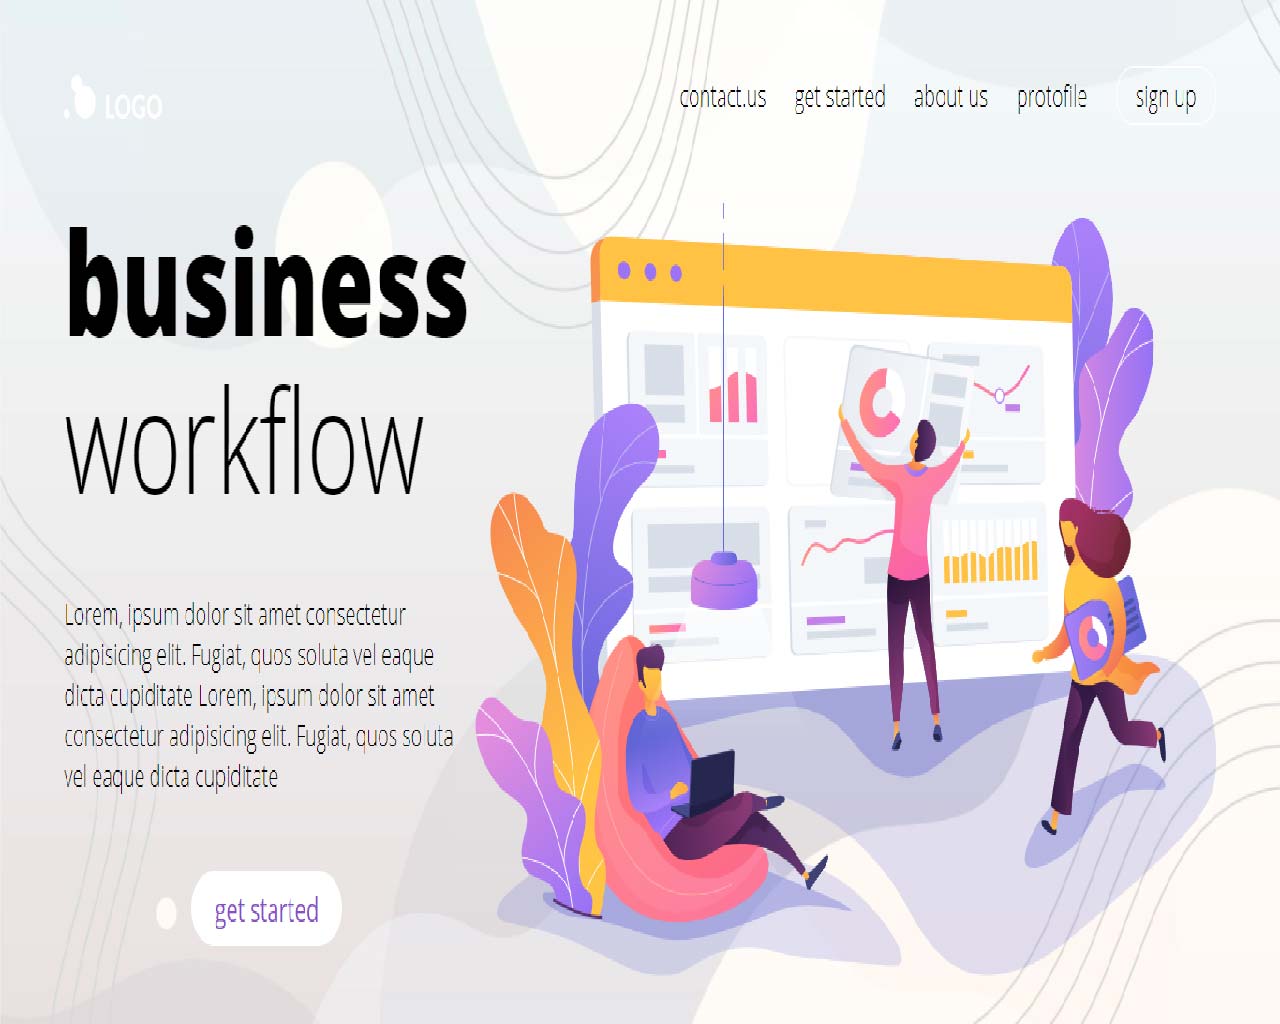 LOGO
contact.us get started about us protofile sign up
business
workflow
Lorem, ipsum dolor sit amet consectetur
adipisicing elit. Fugiat, quos soluta vel eaque
dicta cupiditate Lorem, ipsum dolor sit amet
consectetur adipisicing elit. Fugiat, quos soluta
vel eaque dicta cupiditate
get started